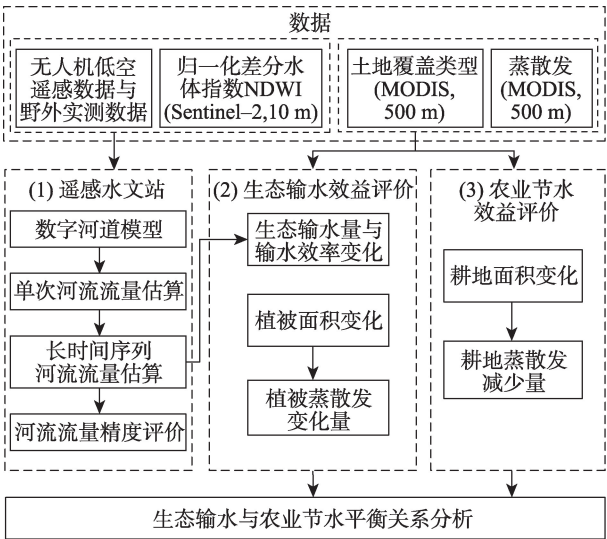 数据
无人机低空
遥感数据与
野外实测数据
归一化差分水
体指数NDWI
(Sentinel–2,10 m)
土地覆盖类型
(MODIS,
500 m)
蒸散发
(MODIS,
500 m)
(1) 遥感水文站
数字河道模型
单次河流流量估算
长时间序列
河流流量估算
河流流量精度评价
(2) 生态输水效益评价
生态输水量与
输水效率变化
植被面积变化
植被蒸散发
变化量
(3) 农业节水
效益评价
耕地面积变化
耕地蒸散发
减少量
生态输水与农业节水平衡关系分析